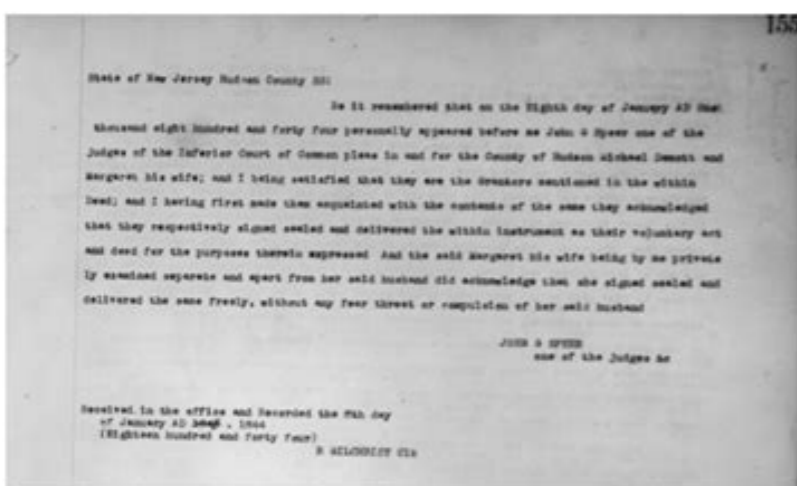 155
State of New Jersey Hudson County SS:
Be it remembered that on the Eighth day of January AD One
thousand eight hundred and forty four personally appeared before me John G Speer one of the
judges of the Inferior Court of Common pleas in and for the County of Hudson Michael Demott and
Margaret his wife; and I being satisfied that they are the Grantors mentioned in the within
Deed; and I having first made them acquainted with the contents of the same they acknowledged
that they respectively signed sealed and delivered the within instrument as their voluntary act
and deed for the purposes therein expressed And the said Margaret his wife being by me private
ly examined separate and apart from her said husband did acknowledge that she signed sealed and
delivered the same freely, without any fear threat or compulsion of her said husband
JOHN G SPEER
one of the judges &c
Received in the office and Recorded the day
of January AD , 1844
(Eighteen hundred and forty four)
R GILCHRIST Clk